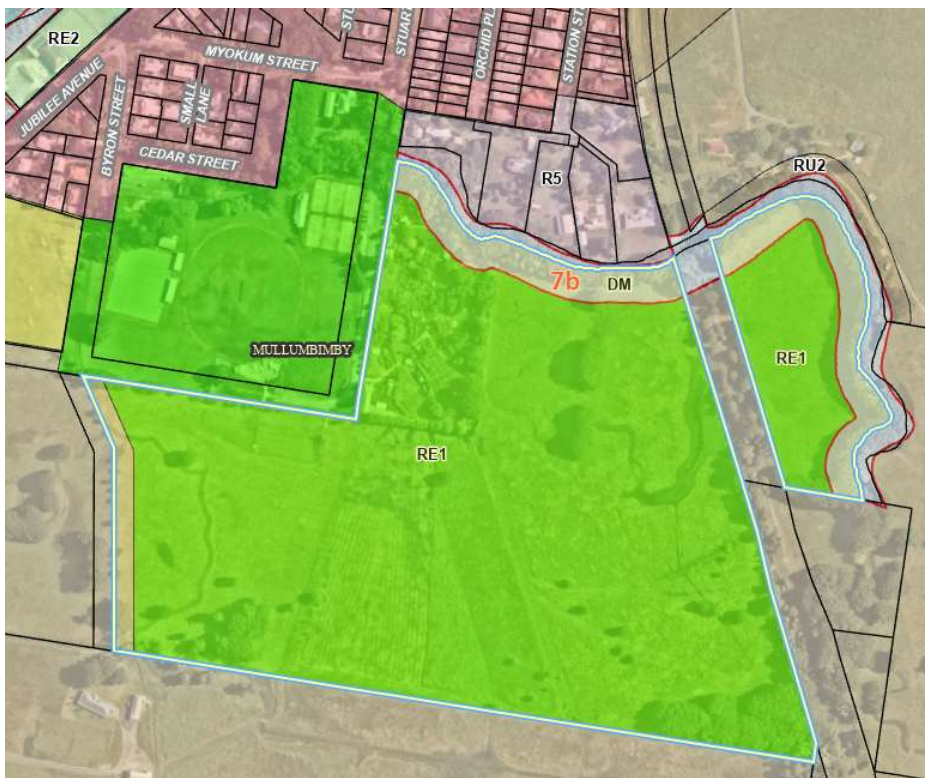 RE2
STUART
ORCHID PL
STATION ST
MYOKUM STREET
JUBILEE AVENUE
BYRON STREET
SMALL
LANE
CEDAR STREET
R5
RU2
7b
DM
MULLUMBIMBY
RE1
RE1